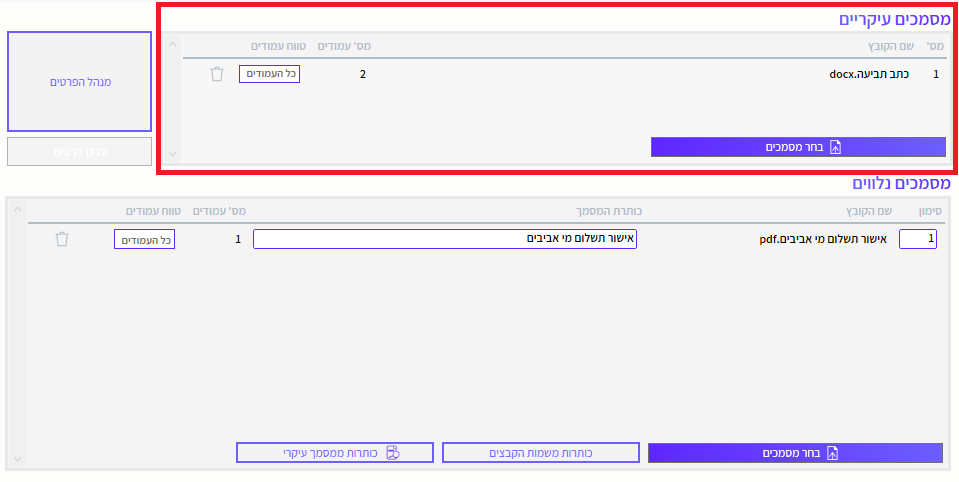 מסמכים עיקריים
מס' שם הקובץ מס' עמודים טווח עמודים
1 כתב תביעה.docx 2 כל העמודים
בחר מסמכים
מנהל הפרטים
עדכן פרטים
מסמכים נלווים
סימון שם הקובץ כותרת המסמך מס' עמודים טווח עמודים
1 אישור תשלום מי אביבים.pdf אישור תשלום מי אביבים 1 כל העמודים
בחר מסמכים כותרות משמות הקבצים כותרות ממסמך עיקרי